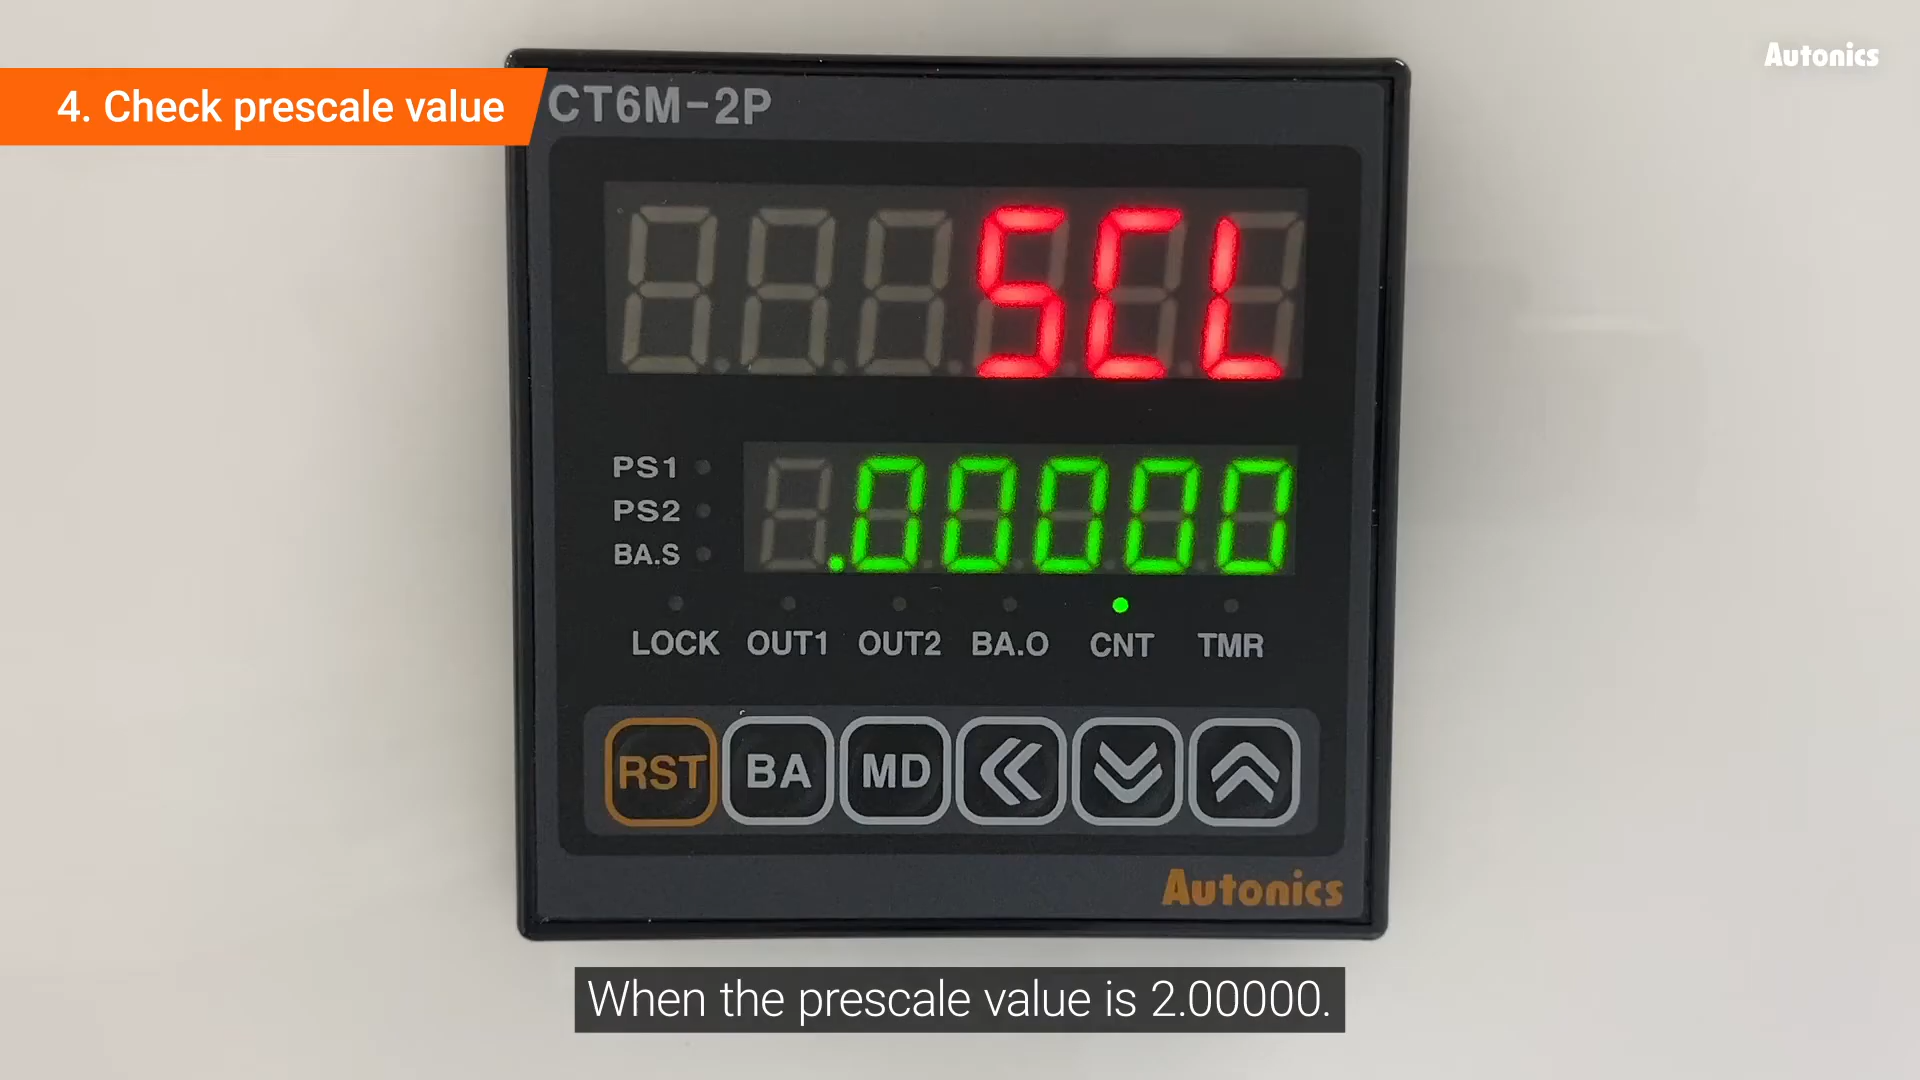 Autonics
4. Check prescale value
CT6M-2P
SCL
PS1
PS2
BA.S
.00000
LOCK OUT1 OUT2 BA.O CNT TMR
RST BA MD
Autonics
When the prescale value is 2.00000.